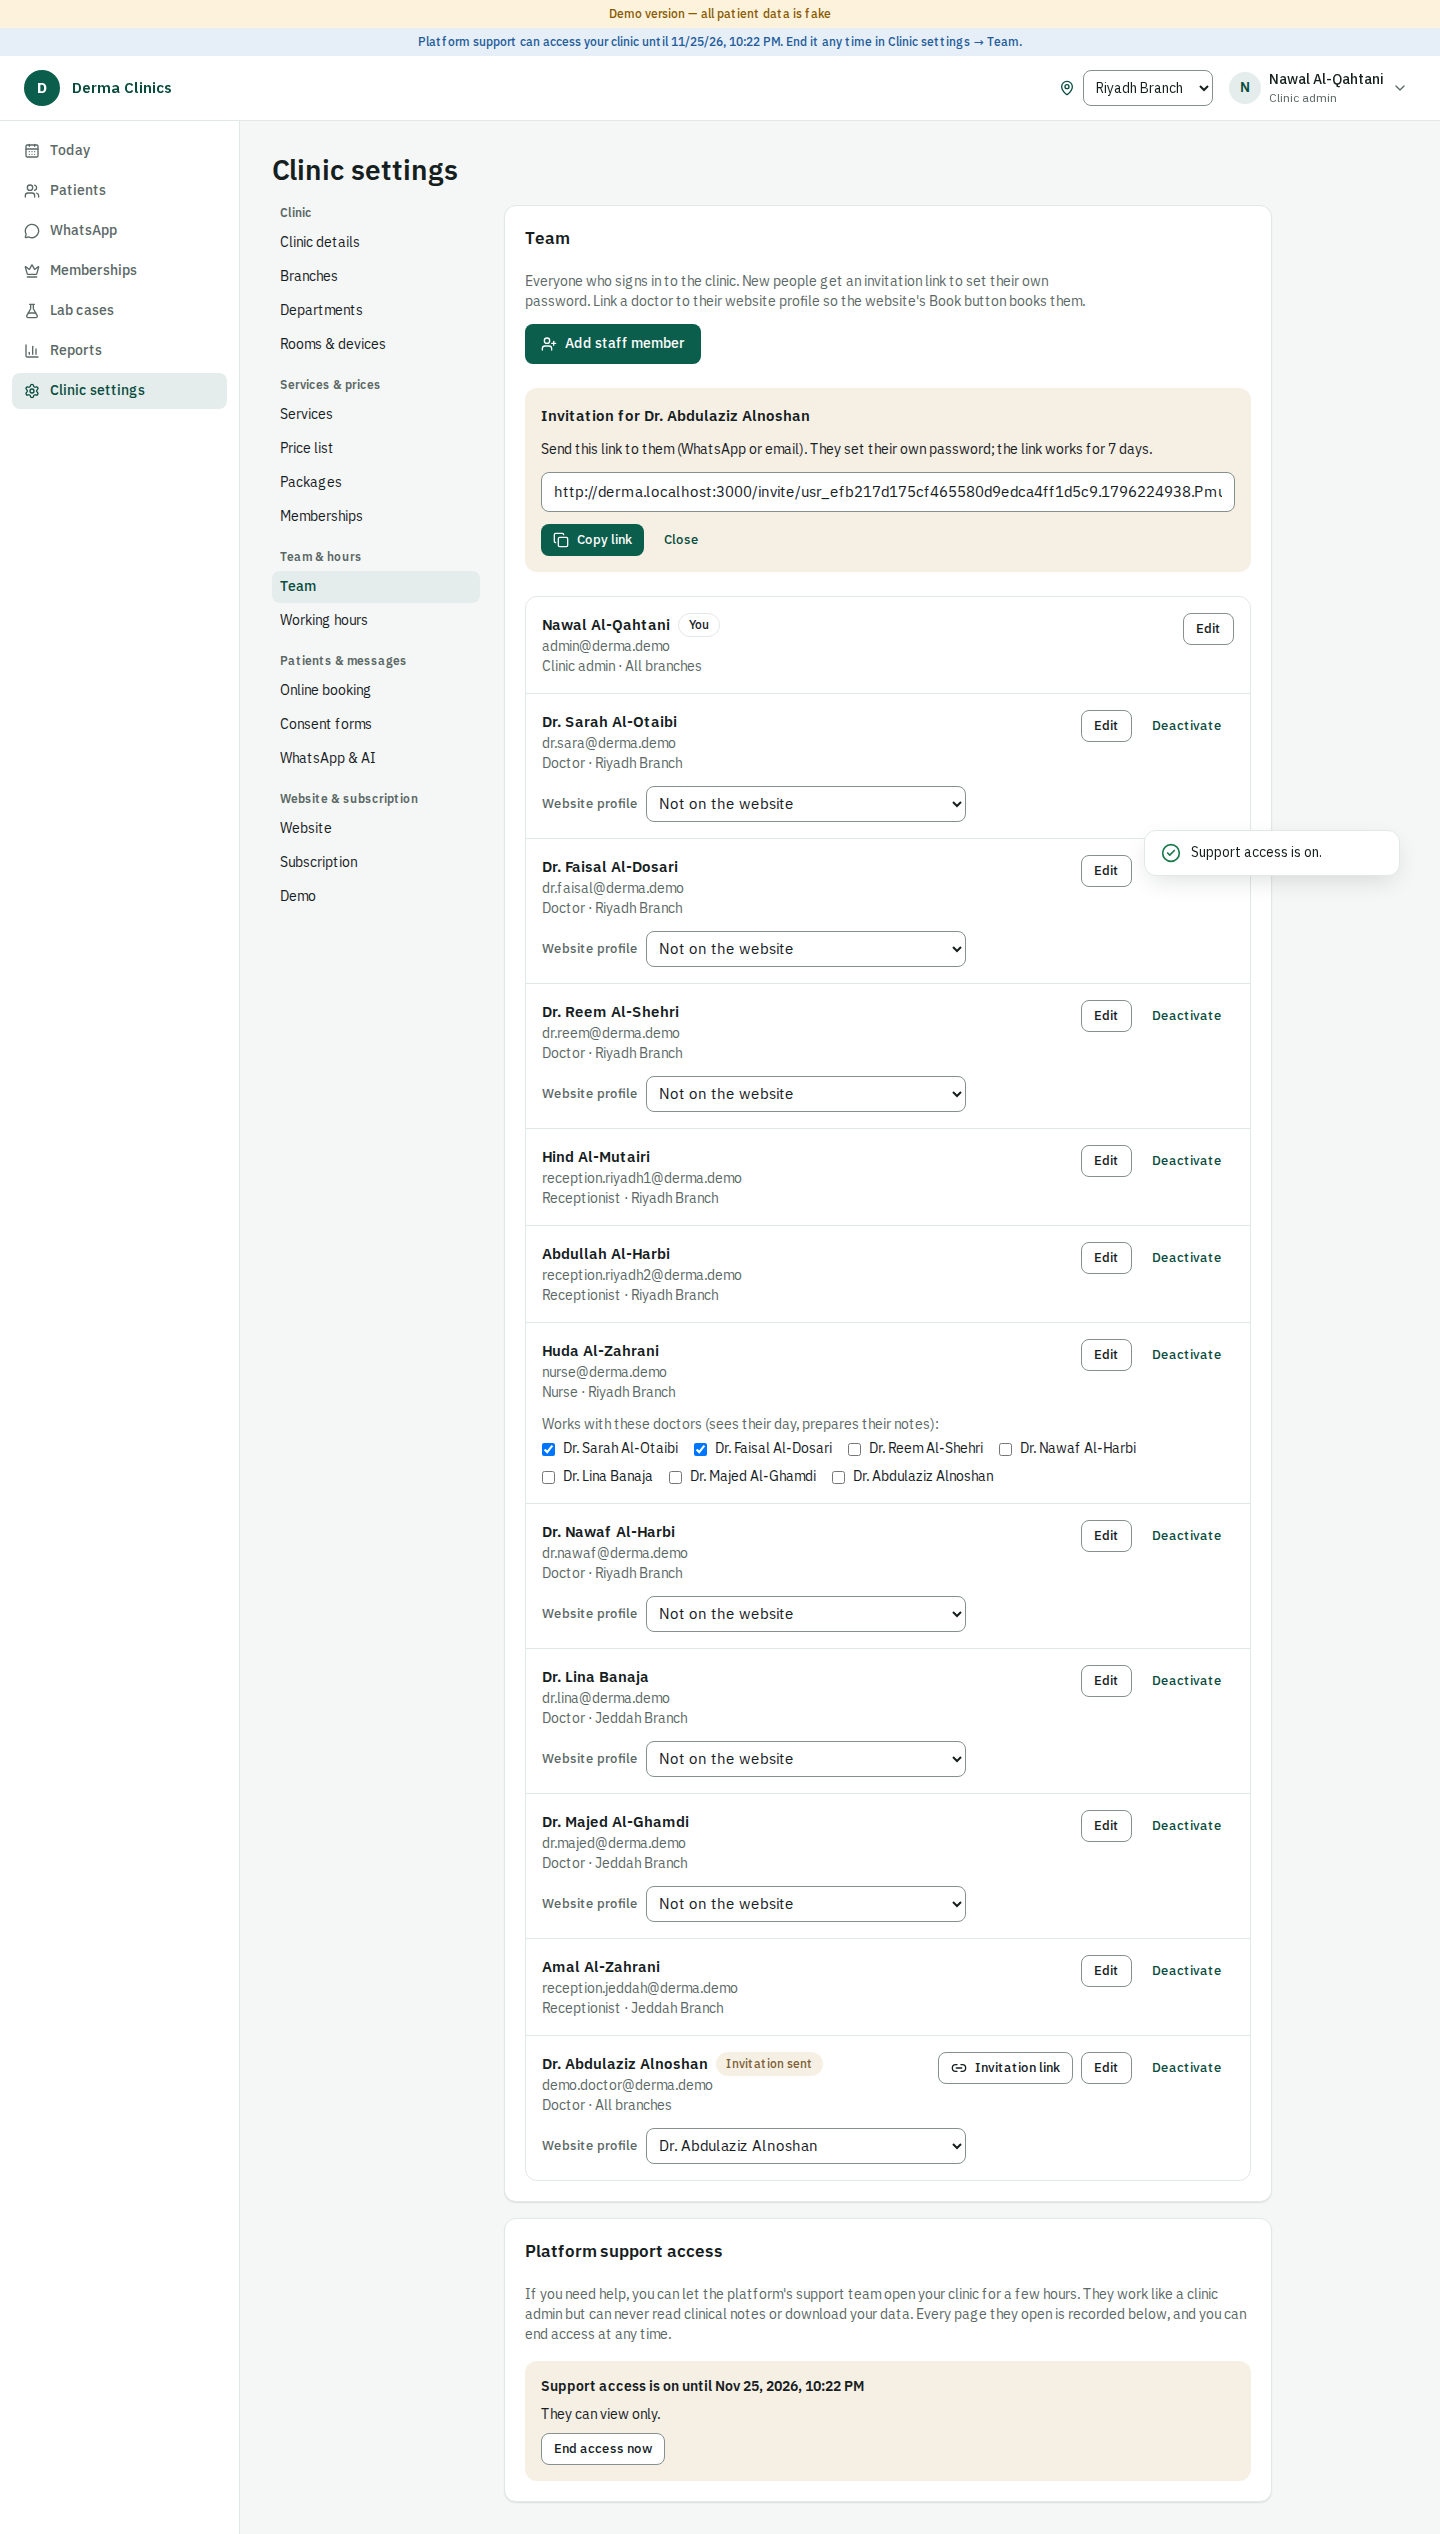 Demo version — all patient data is fake
Platform support can access your clinic until 11/25/26, 10:22 PM. End it any time in Clinic settings → Team.
D
Derma Clinics
Riyadh Branch
N
Nawal Al-Qahtani
Clinic admin
Today
Patients
WhatsApp
Memberships
Lab cases
Reports
Clinic settings
Clinic settings
Clinic
Clinic details
Branches
Departments
Rooms & devices
Services & prices
Services
Price list
Packages
Memberships
Team & hours
Team
Working hours
Patients & messages
Online booking
Consent forms
WhatsApp & AI
Website & subscription
Website
Subscription
Demo
Team
Everyone who signs in to the clinic. New people get an invitation link to set their own
password. Link a doctor to their website profile so the website's Book button books them.
Add staff member
Invitation for Dr. Abdulaziz Alnoshan
Send this link to them (WhatsApp or email). They set their own password; the link works for 7 days.
http://derma.localhost:3000/invite/usr_efb217d175cf465580d9edca4ff1d5c9.1796224938.Pmu
Copy link
Close
Nawal Al-Qahtani You
Edit
admin@derma.demo
Clinic admin · All branches
Dr. Sarah Al-Otaibi
Edit Deactivate
dr.sara@derma.demo
Doctor · Riyadh Branch
Website profile Not on the website
Support access is on.
Dr. Faisal Al-Dosari
Edit
dr.faisal@derma.demo
Doctor · Riyadh Branch
Website profile Not on the website
Dr. Reem Al-Shehri
Edit Deactivate
dr.reem@derma.demo
Doctor · Riyadh Branch
Website profile Not on the website
Hind Al-Mutairi
Edit Deactivate
reception.riyadh1@derma.demo
Receptionist · Riyadh Branch
Abdullah Al-Harbi
Edit Deactivate
reception.riyadh2@derma.demo
Receptionist · Riyadh Branch
Huda Al-Zahrani
Edit Deactivate
nurse@derma.demo
Nurse · Riyadh Branch
Works with these doctors (sees their day, prepares their notes):
Dr. Sarah Al-Otaibi Dr. Faisal Al-Dosari Dr. Reem Al-Shehri Dr. Nawaf Al-Harbi
Dr. Lina Banaja Dr. Majed Al-Ghamdi Dr. Abdulaziz Alnoshan
Dr. Nawaf Al-Harbi
Edit Deactivate
dr.nawaf@derma.demo
Doctor · Riyadh Branch
Website profile Not on the website
Dr. Lina Banaja
Edit Deactivate
dr.lina@derma.demo
Doctor · Jeddah Branch
Website profile Not on the website
Dr. Majed Al-Ghamdi
Edit Deactivate
dr.majed@derma.demo
Doctor · Jeddah Branch
Website profile Not on the website
Amal Al-Zahrani
Edit Deactivate
reception.jeddah@derma.demo
Receptionist · Jeddah Branch
Dr. Abdulaziz Alnoshan Invitation sent
Invitation link Edit Deactivate
demo.doctor@derma.demo
Doctor · All branches
Website profile Dr. Abdulaziz Alnoshan
Platform support access
If you need help, you can let the platform's support team open your clinic for a few hours. They work like a clinic
admin but can never read clinical notes or download your data. Every page they open is recorded below, and you can
end access at any time.
Support access is on until Nov 25, 2026, 10:22 PM
They can view only.
End access now